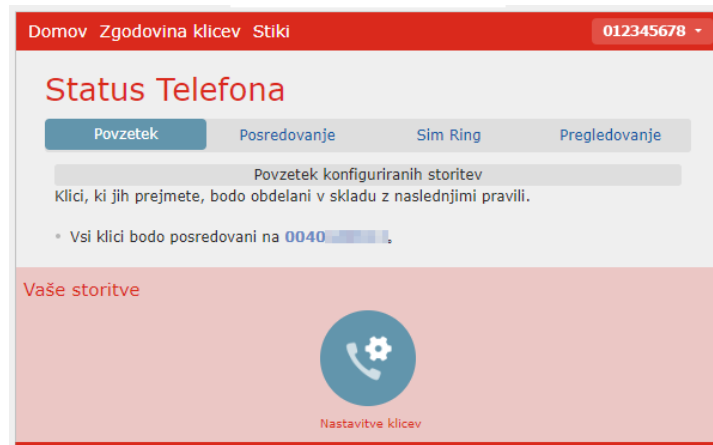 Domov Zgodovina klicev Stiki 012345678
Status Telefona
Povzetek Posredovanje Sim Ring Pregledovanje
Povzetek konfiguriranih storitev
Klici, ki jih prejmete, bodo obdelani v skladu z naslednjimi pravili.
Vsi klici bodo posredovani na 0040
Vaše storitve
Nastavitve klicev